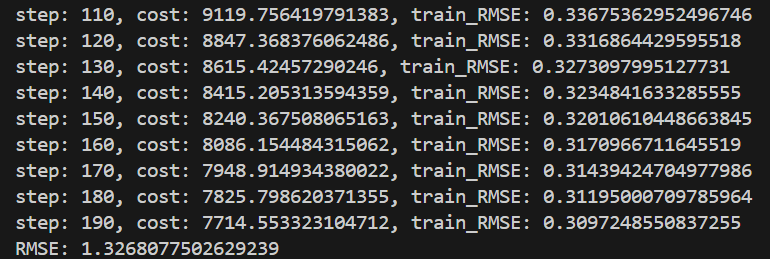 step: 110, cost: 9119.756419791383, train_RMSE: 0.33675362952496746
step: 120, cost: 8847.368376062486, train_RMSE: 0.3316864429595518
step: 130, cost: 8615.42457290246, train_RMSE: 0.3273097995127731
step: 140, cost: 8415.205313594359, train_RMSE: 0.3234841633285555
step: 150, cost: 8240.367508065163, train_RMSE: 0.32010610448663845
step: 160, cost: 8086.154484315062, train_RMSE: 0.3170966711645519
step: 170, cost: 7948.914934380022, train_RMSE: 0.31439424704977986
step: 180, cost: 7825.798620371355, train_RMSE: 0.31195000709785964
step: 190, cost: 7714.553323104712, train_RMSE: 0.3097248550837255
RMSE: 1.3268077502629239